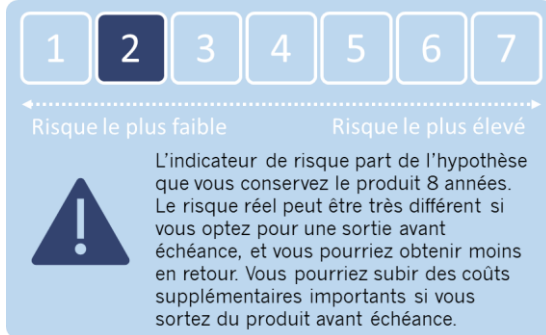 1 2 3 4 5 6 7
Risque le plus faible Risque le plus élevé
L'indicateur de risque part de l'hypothèse
que vous conservez le produit 8 années.
Le risque réel peut être très différent si
vous optez pour une sortie avant
échéance, et vous pourriez obtenir moins
en retour. Vous pourriez subir des coûts
supplémentaires importants si vous
sortez du produit avant échéance.